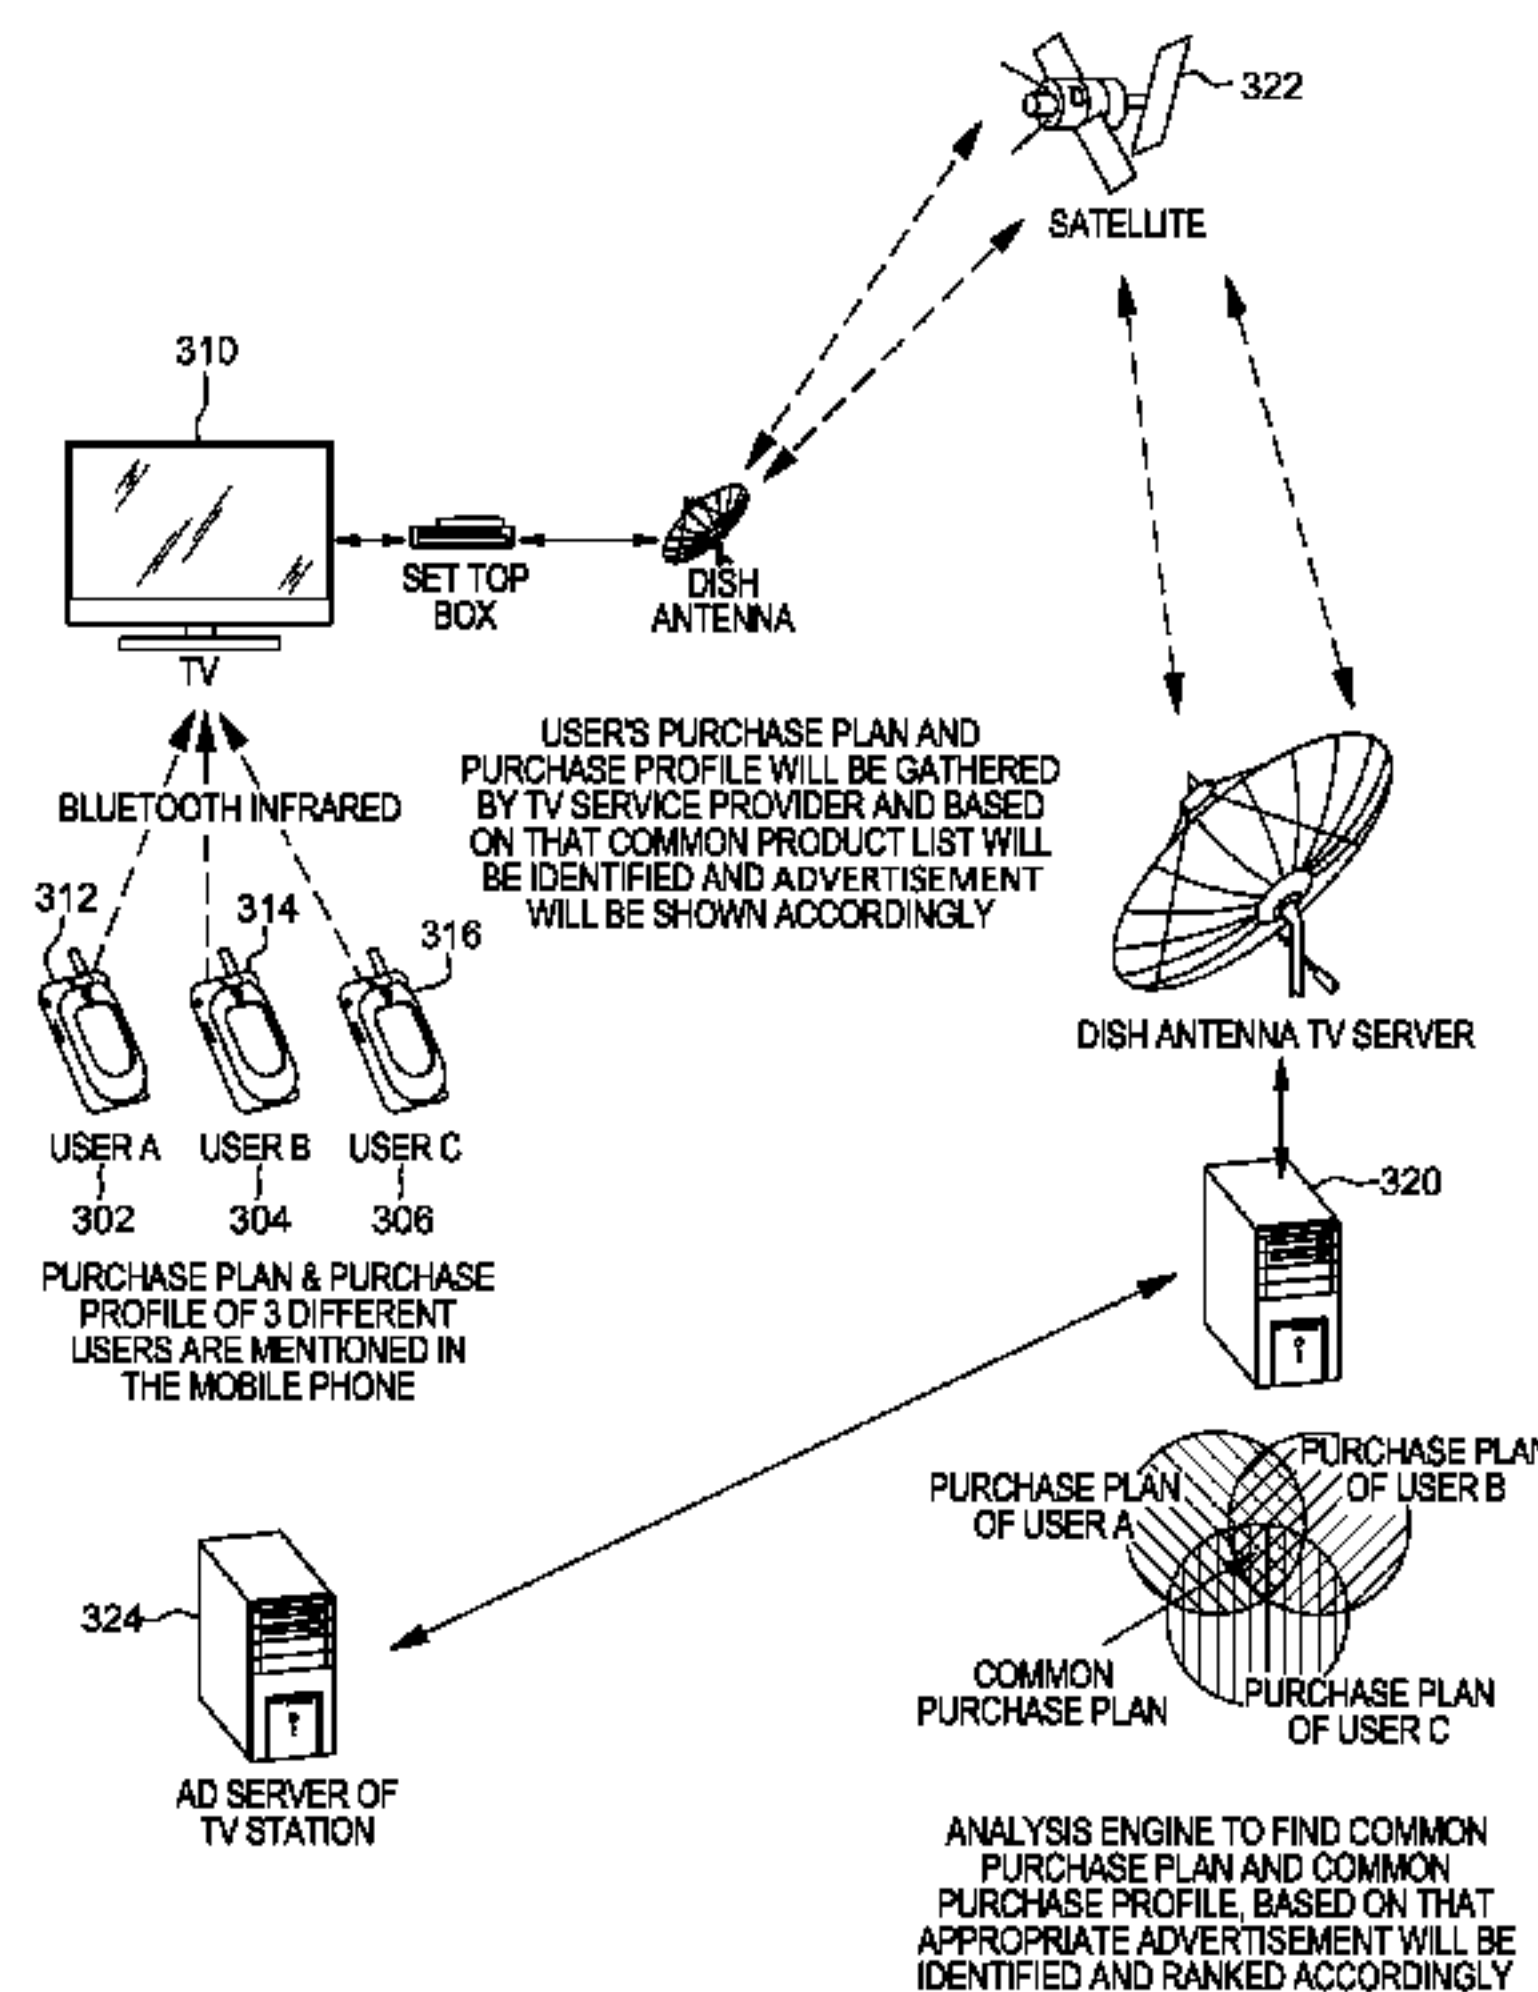 322
SATELLITE
310
SET TOP
BOX
DISH
ANTENNA
TV
BLUETOOTH INFRARED
USER'S PURCHASE PLAN AND
PURCHASE PROFILE WILL BE GATHERED
BY TV SERVICE PROVIDER AND BASED
ON THAT COMMON PRODUCT LIST WILL
BE IDENTIFIED AND ADVERTISEMENT
WILL BE SHOWN ACCORDINGLY
312
314
316
USER A
USER B
USER C
302
304
306
PURCHASE PLAN & PURCHASE
PROFILE OF 3 DIFFERENT
USERS ARE MENTIONED IN
THE MOBILE PHONE
DISH ANTENNA TV SERVER
320
PURCHASE PLAN
OF USER A
PURCHASE PLAN
OF USER B
COMMON
PURCHASE PLAN
PURCHASE PLAN
OF USER C
324
AD SERVER OF
TV STATION
ANALYSIS ENGINE TO FIND COMMON
PURCHASE PLAN AND COMMON
PURCHASE PROFILE, BASED ON THAT
APPROPRIATE ADVERTISEMENT WILL BE
IDENTIFIED AND RANKED ACCORDINGLY